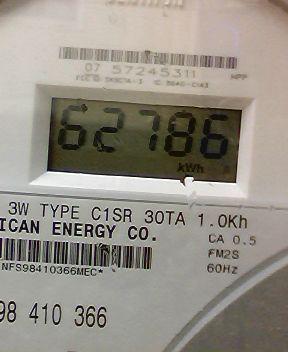 07 57245311 HPP
62786
kWh
3W TYPE C1SR 30TA 1.0Kh
ICAN ENERGY CO.
CA 0.5
FM2S
NFS98410366MEC*
60Hz
98 410 366